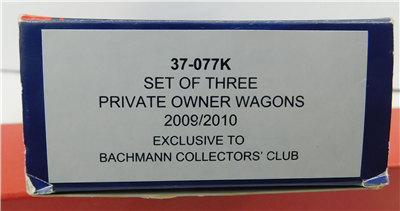 37-077K
SET OF THREE
PRIVATE OWNER WAGONS
2009/2010
EXCLUSIVE TO
BACHMANN COLLECTORS' CLUB